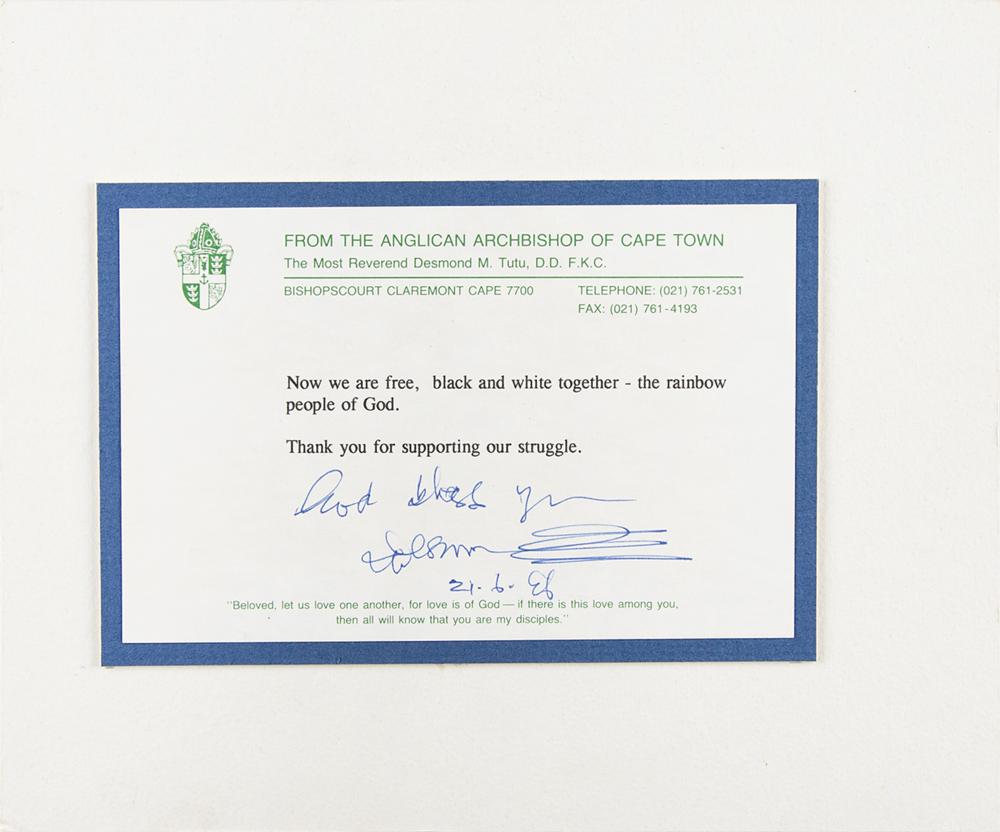 FROM THE ANGLICAN ARCHBISHOP OF CAPE TOWN
The Most Reverend Desmond M. Tutu, D.D. F.K.C.
BISHOPSCOURT CLAREMONT CAPE 7700
TELEPHONE: (021) 761-2531
FAX: (021) 761-4193
Now we are free, black and white together - the rainbow
people of God.
Thank you for supporting our struggle.
God bless you
21. 6. 96
"Beloved, let us love one another, for love is of God — if there is this love among you,
then all will know that you are my disciples."